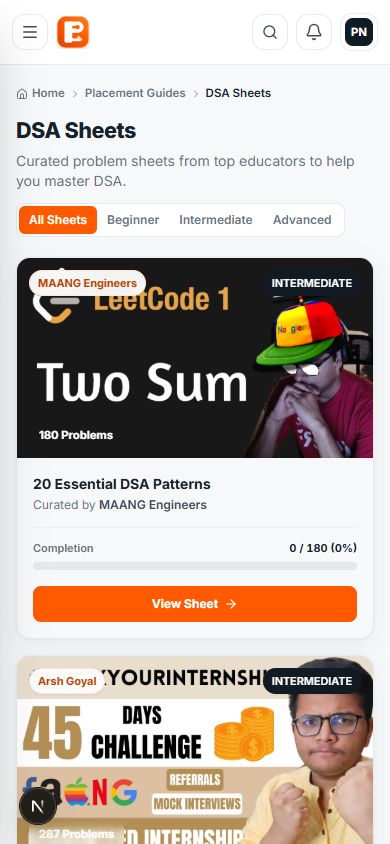 PN
Home > Placement Guides > DSA Sheets
DSA Sheets
Curated problem sheets from top educators to help
you master DSA.
All Sheets Beginner Intermediate Advanced
MAANG Engineers INTERMEDIATE
LeetCode 1
Two Sum
180 Problems
20 Essential DSA Patterns
Curated by MAANG Engineers
Completion 0 / 180 (0%)
View Sheet →
Arsh Goyal INTERMEDIATE
KYOURINTERNSHI
45 DAYS
CHALLENGE
REFERRALS
MOCK INTERVIEWS
N
287 Problems
INTERNSHIP